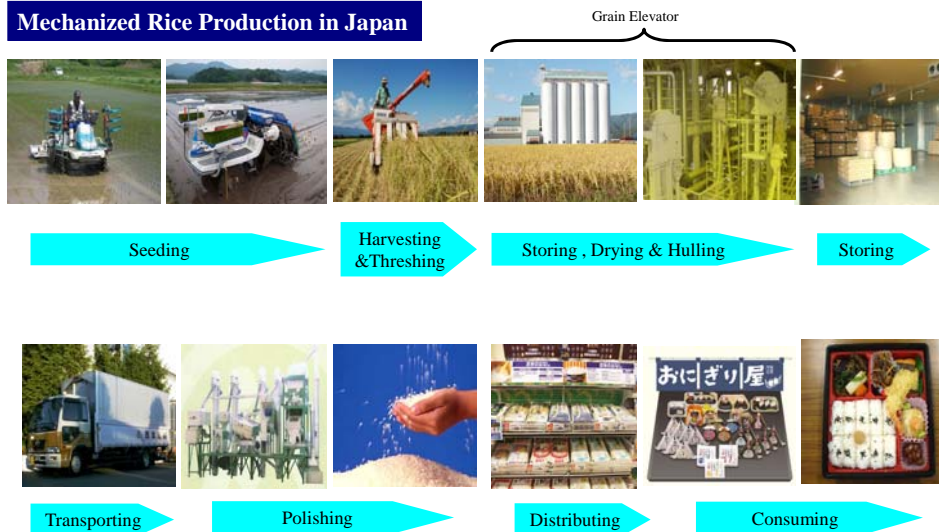 Mechanized Rice Production in Japan
Grain Elevator
Seeding
Harvesting
&Threshing
Storing , Drying & Hulling
Storing
おにぎり屋
Transporting
Polishing
Distributing
Consuming